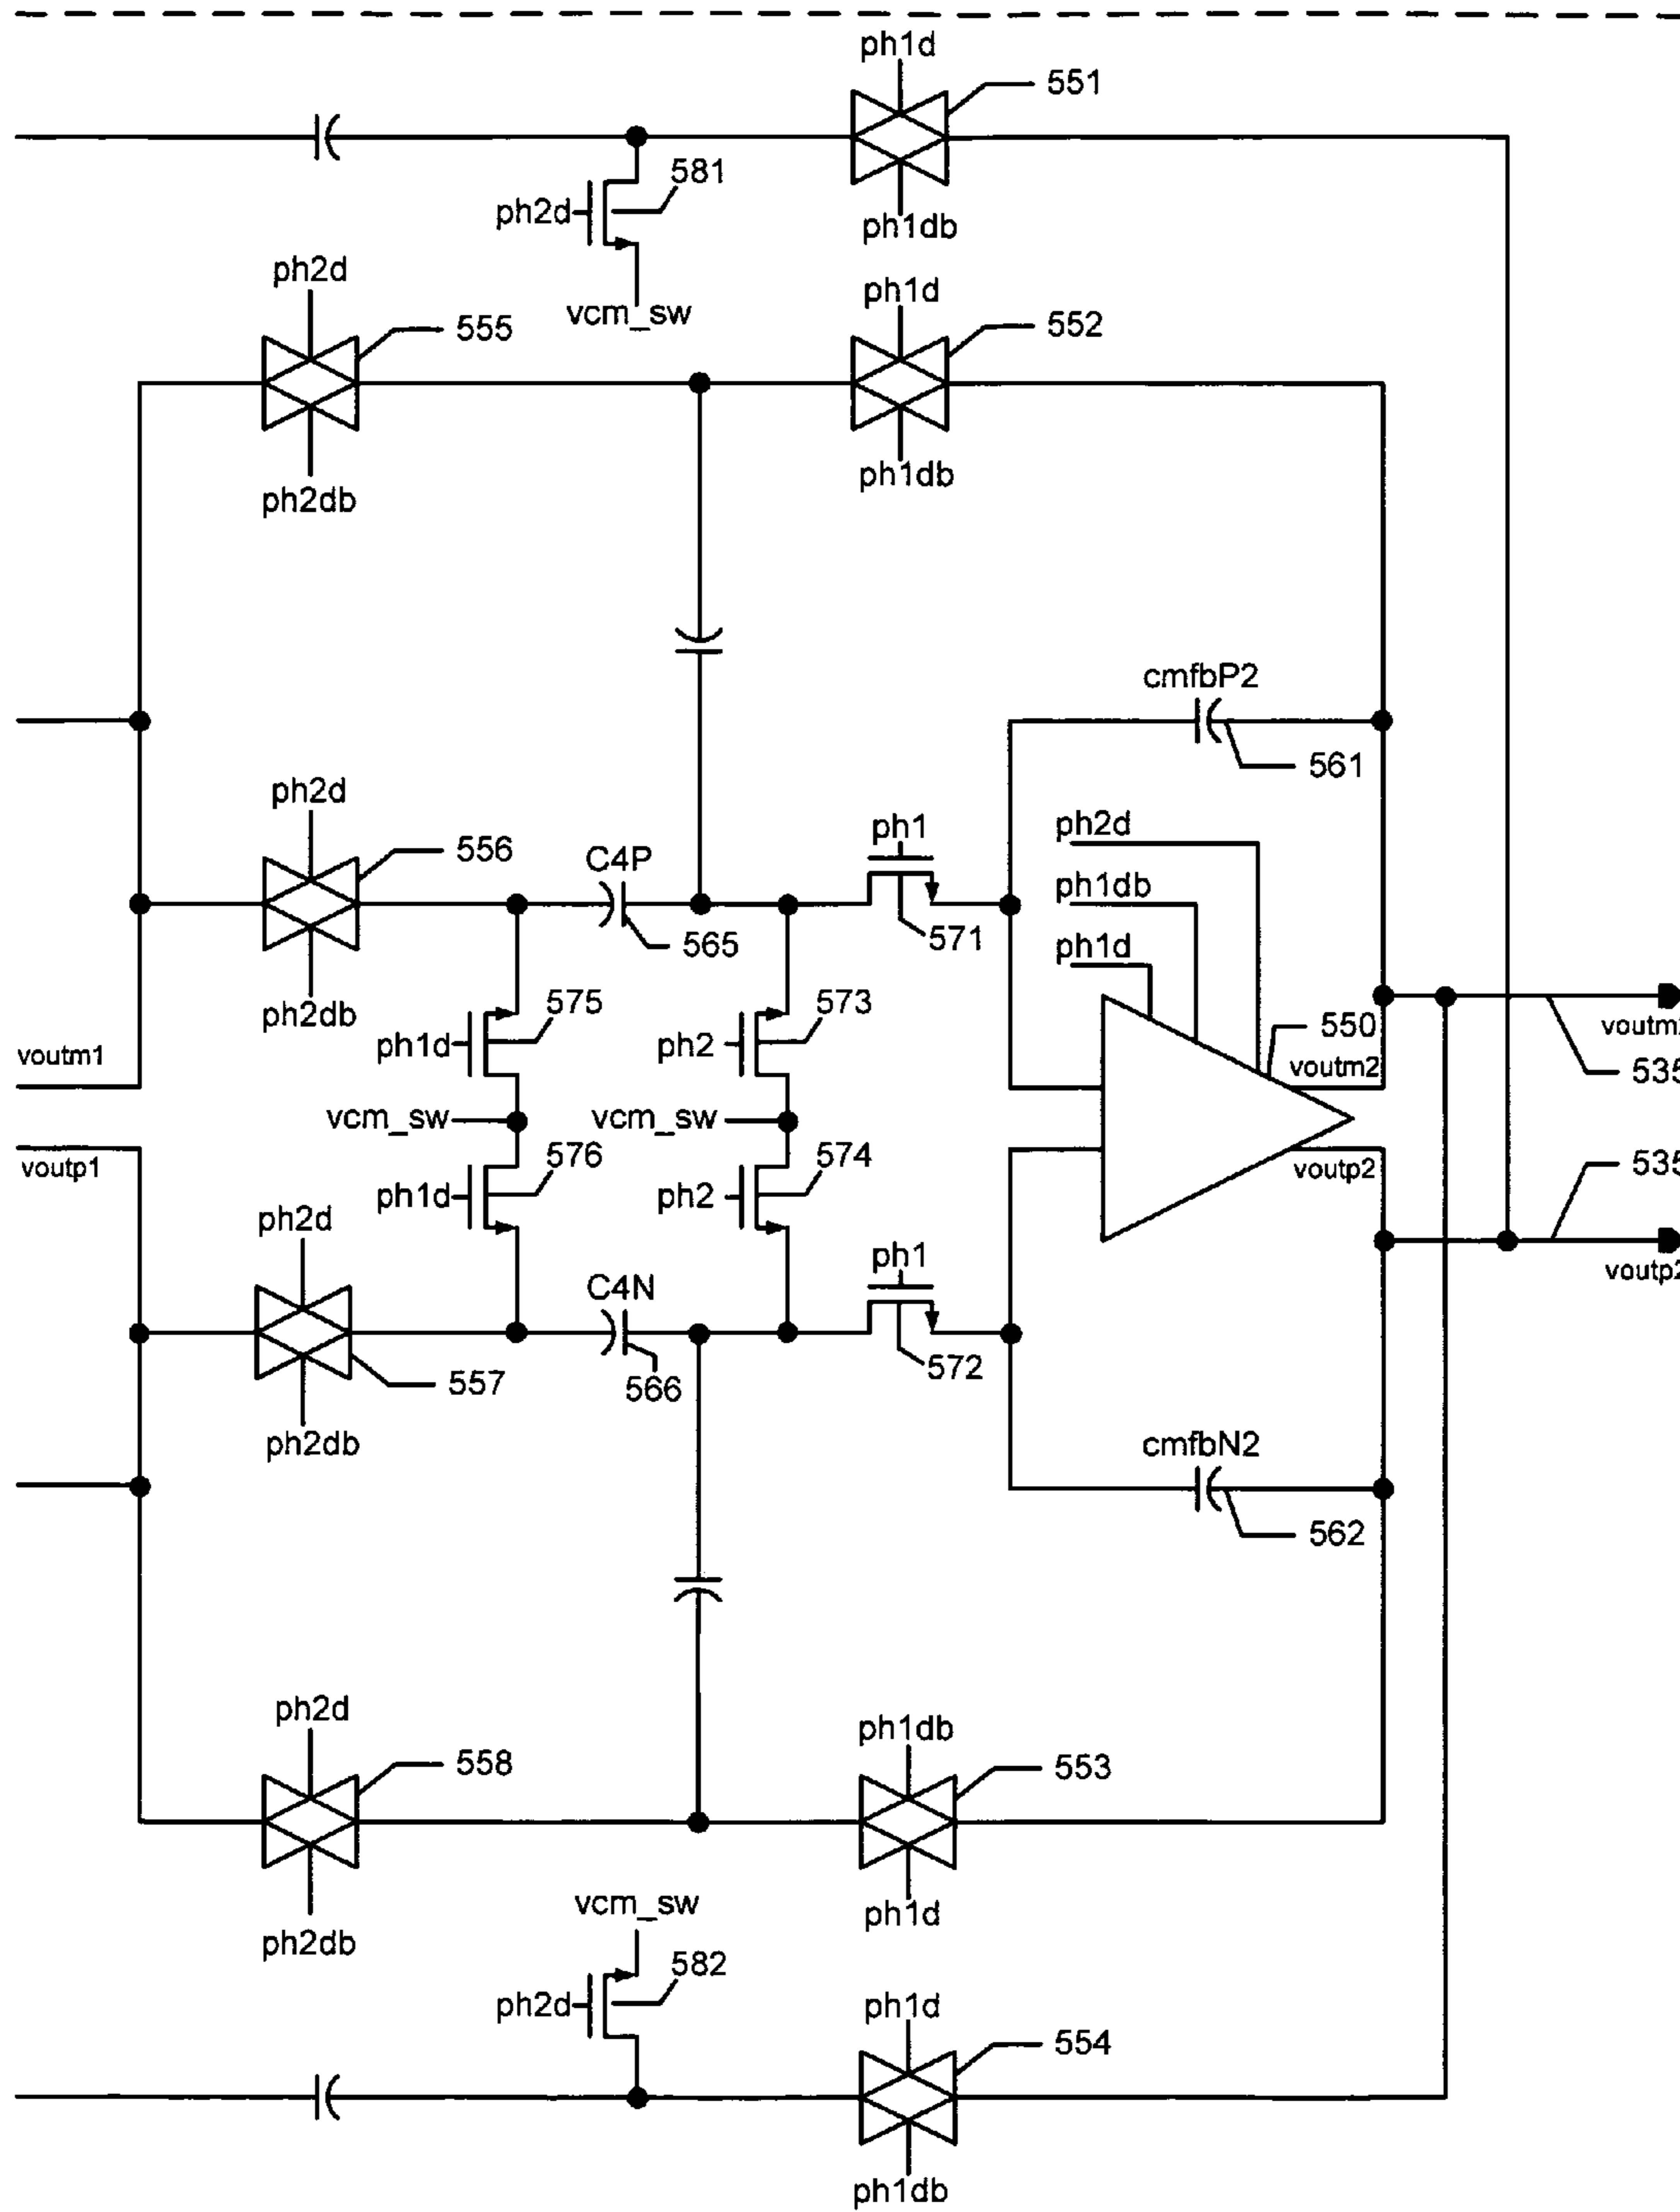 ph1d
551
581
ph2d
ph1db
vcm_sw
ph2d
555
ph1d
552
ph2db
ph1db
cmfbP2
561
ph2d
556
C4P
565
ph1
571
ph2d
ph1db
ph1d
ph2db
575
573
ph1d
ph2
550
voutm2
voutm1
535
vcm_sw
vcm_sw
voutp1
576
574
ph1d
ph2
voutp2
535
ph2d
ph1
voutp2
C4N
557
566
572
ph2db
cmfbN2
562
ph2d
558
ph1db
553
ph2db
vcm_sw
ph1d
582
ph2d
ph1d
554
ph1db